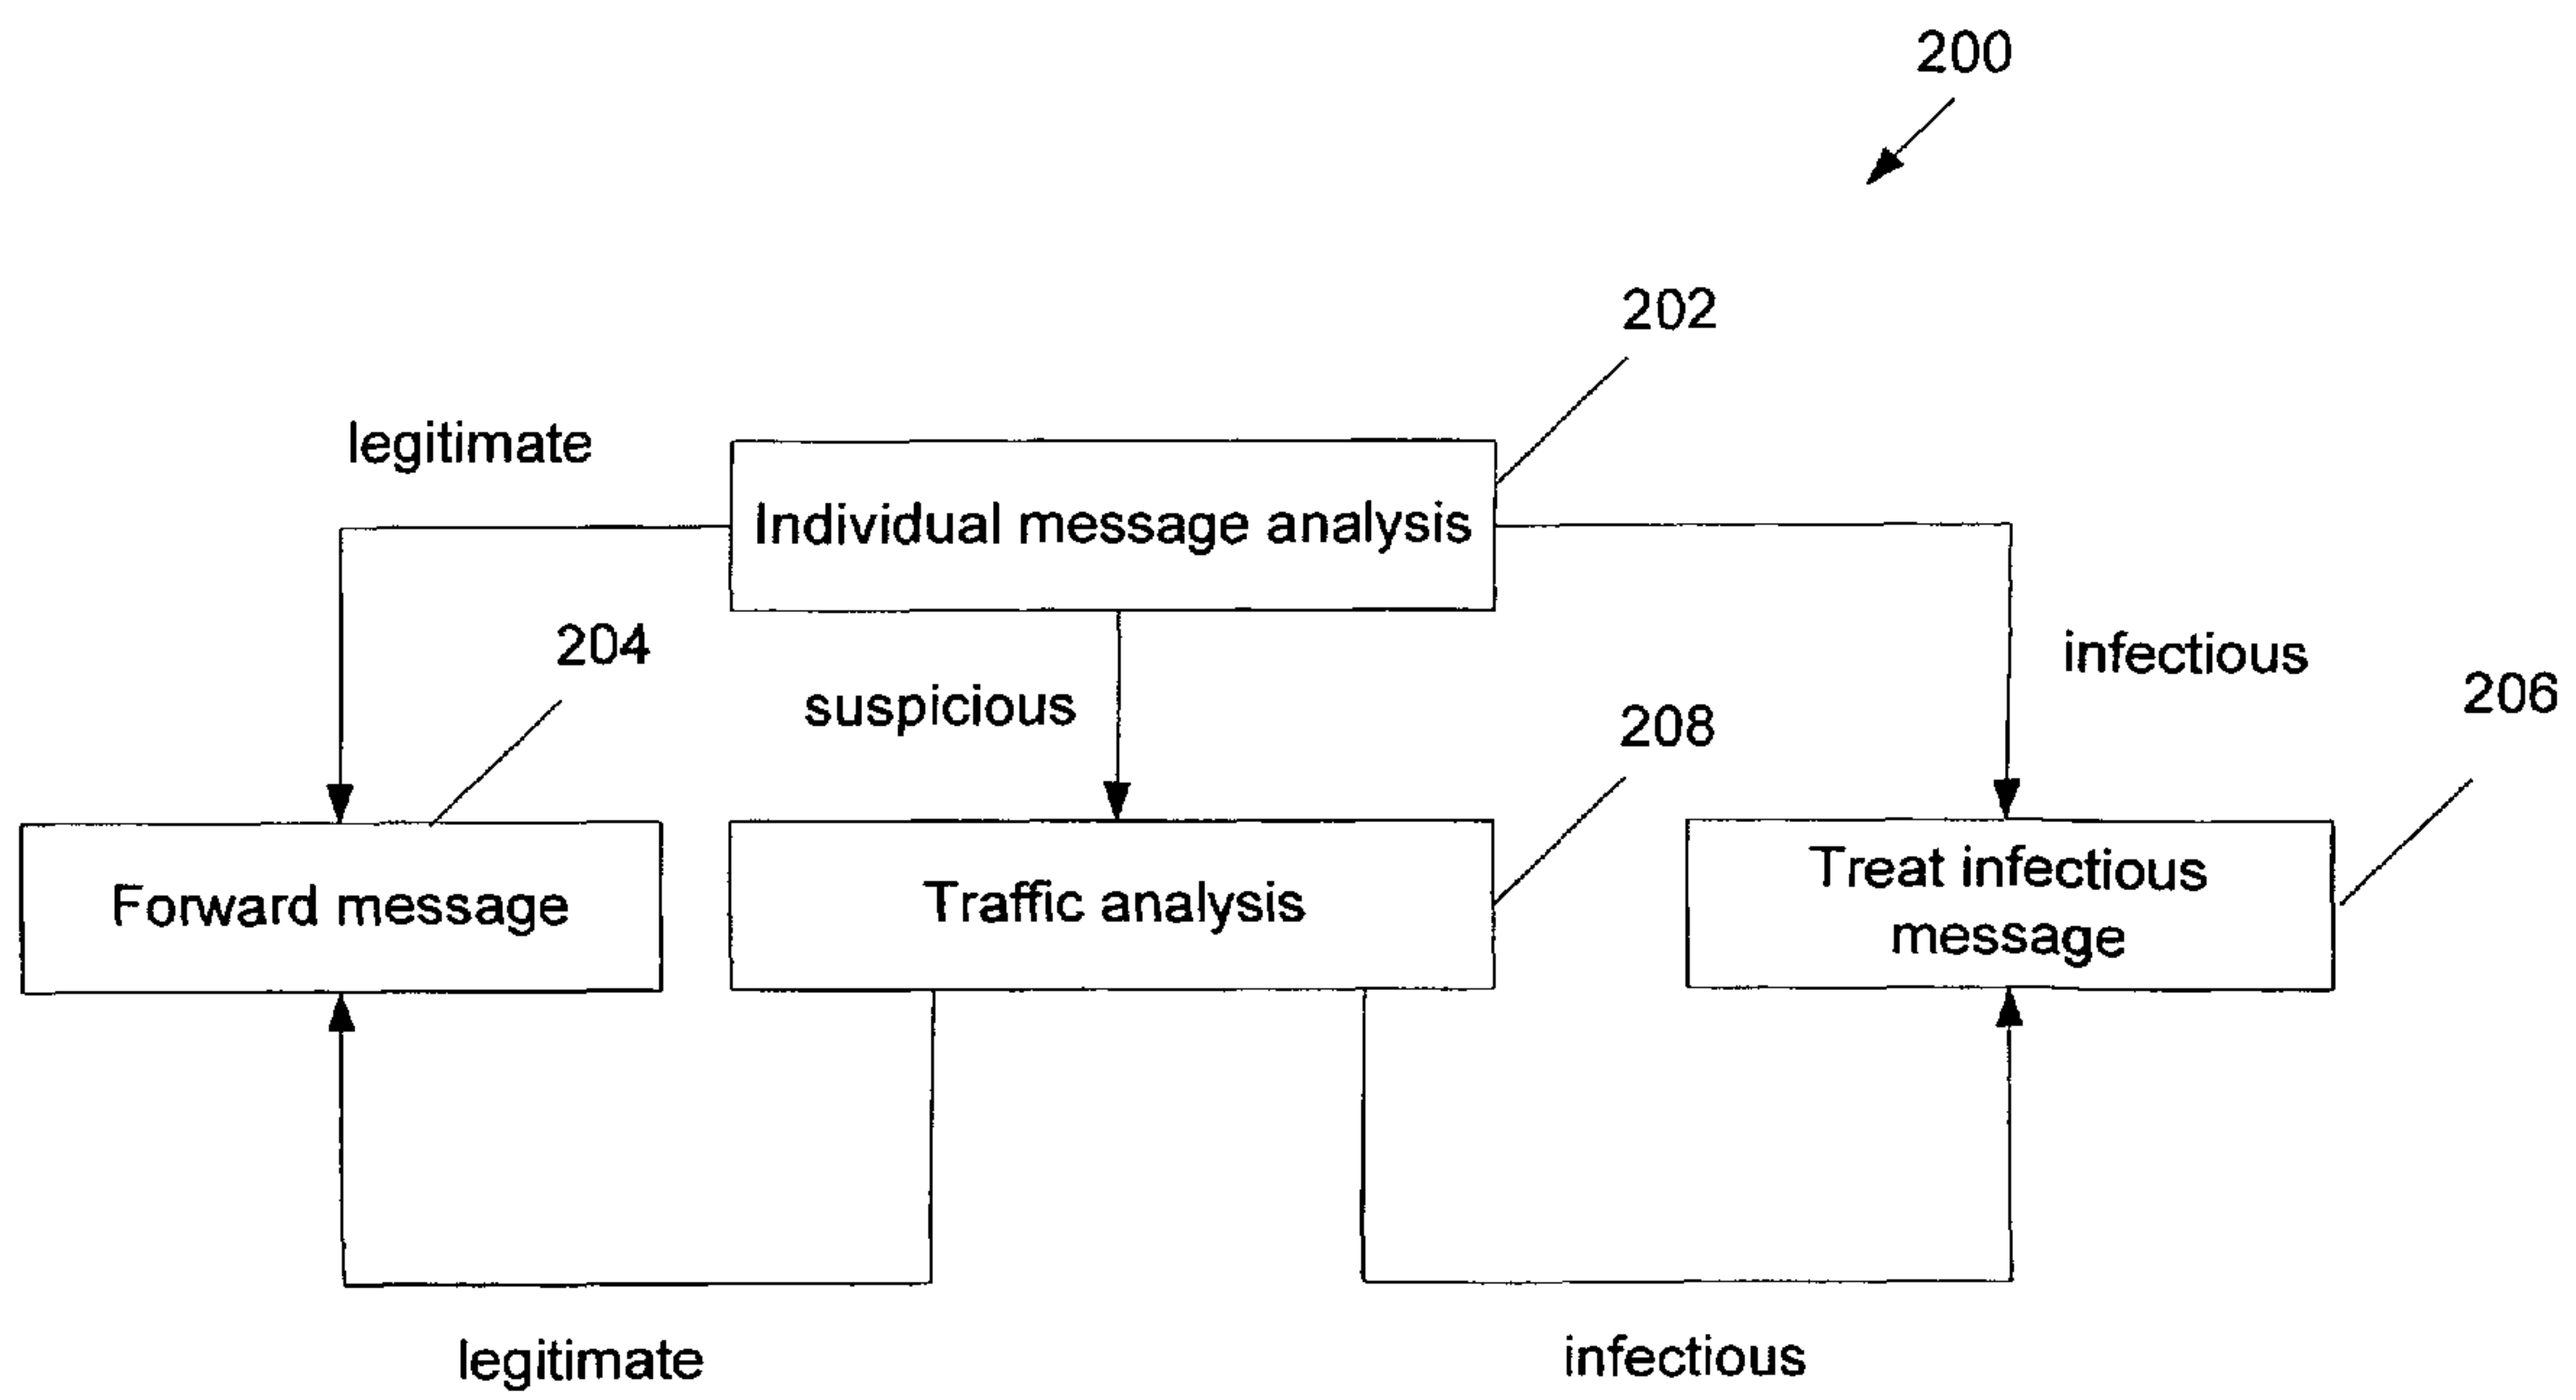 200
202
legitimate
Individual message analysis
204
suspicious
infectious
208
206
Forward message
Traffic analysis
Treat infectious
message
legitimate
infectious